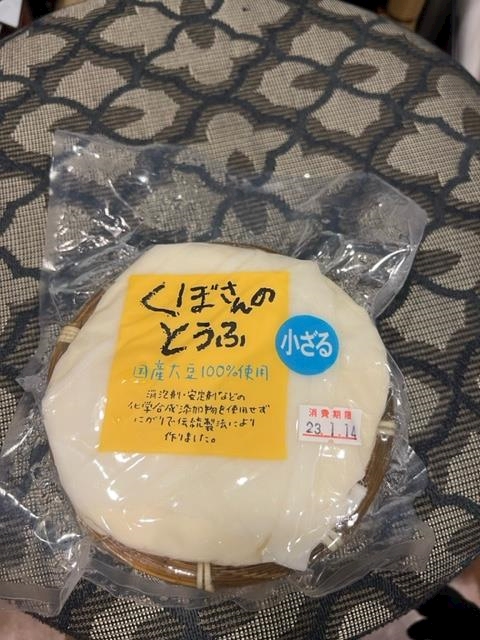 くぼさんの
とうふ
小ざる
国産大豆100%使用
消泡剤・安定剤などの
化学合成添加物を使用せず
にがりで伝統製法により
作りました。
消費期限
23.1.14